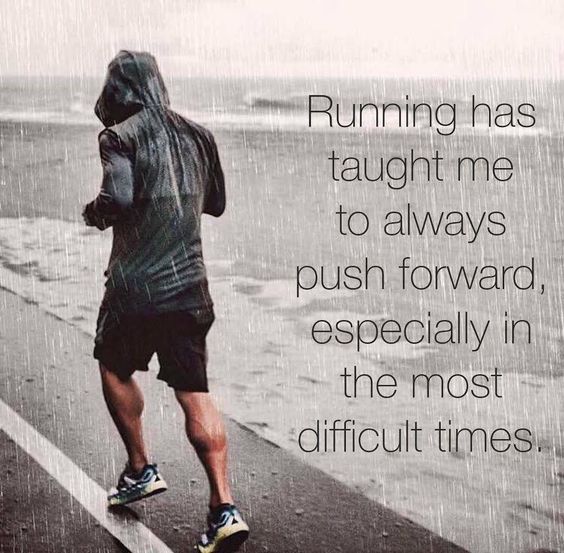 Running has
taught me
to always
push forward,
especially in
the most
difficult times.